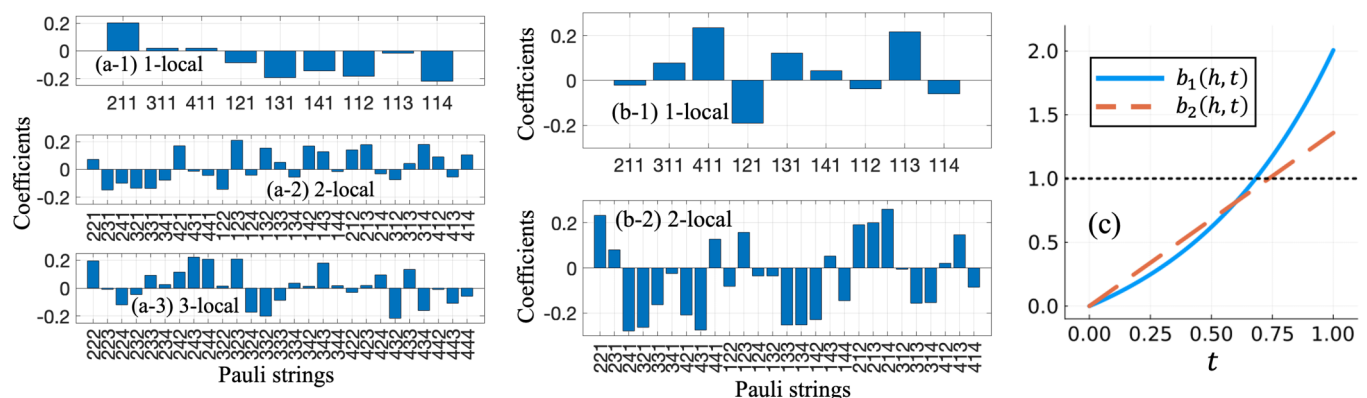 Coefficients
0.2
0
-0.2
(a-1) 1-local
211 311 411 121 131 141 112 113 114
0.2
0
-0.2
(a-2) 2-local
221 231 241 321 331 341 421 431 441 122 123 124 132 133 134 142 143 144 212 213 214 312 313 314 412 413 414
0.2
0
-0.2
(a-3) 3-local
222 223 224 232 233 234 242 243 244 322 323 324 332 333 334 342 343 344 422 423 424 432 433 434 442 443 444
Pauli strings
Coefficients
0.2
0
-0.2
(b-1) 1-local
211 311 411 121 131 141 112 113 114
Coefficients
0.2
0
-0.2
(b-2) 2-local
221 231 241 321 331 341 421 431 441 122 123 124 132 133 134 142 143 144 212 213 214 312 313 314 412 413 414
Pauli strings
2.0
1.5
1.0
0.5
0.0
b₁(h, t)
b₂(h, t)
(c)
0.00 0.25 0.50 0.75 1.00
t